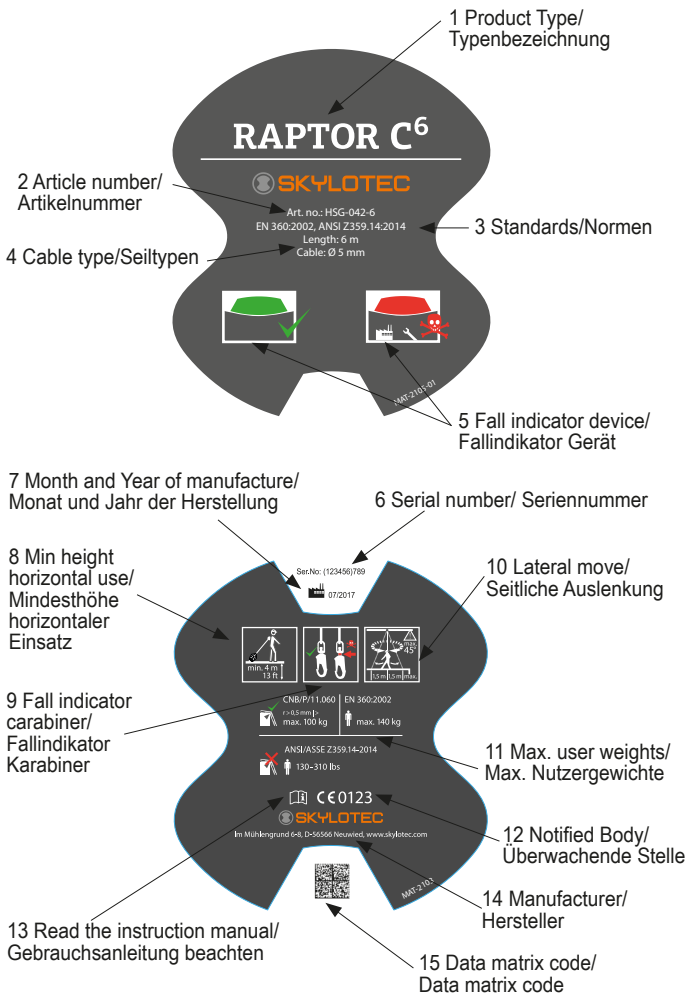 1 Product Type/
Typenbezeichnung
RAPTOR C⁶
SKYLOTEC
2 Article number/
Artikelnummer
Art. no.: HSG-042-6
EN 360:2002, ANSI Z359.14:2014
Length: 6 m
Cable: Ø 5 mm
3 Standards/Normen
4 Cable type/Seiltypen
MAT-2105-01
5 Fall indicator device/
Fallindikator Gerät
7 Month and Year of manufacture/
Monat und Jahr der Herstellung
6 Serial number/ Seriennummer
Ser.No: (123456)789
07/2017
8 Min height
horizontal use/
Mindesthöhe
horizontaler
Einsatz
10 Lateral move/
Seitliche Auslenkung
min. 4 m
13 ft
max.
45°
1,5 m 1,5 m max.
9 Fall indicator
carabiner/
Fallindikator
Karabiner
CNB/P/11.060
r>0,5 mm
max. 100 kg
EN 360:2002
max. 140 kg
11 Max. user weights/
Max. Nutzergewichte
ANSI/ASSE Z359.14-2014
130-310 lbs
CE 0123
SKYLOTEC
Im Mühlengrund 6-8, D-56566 Neuwied, www.skylotec.com
12 Notified Body/
Überwachende Stelle
MAT-2103
14 Manufacturer/
Hersteller
13 Read the instruction manual/
Gebrauchsanleitung beachten
15 Data matrix code/
Data matrix code